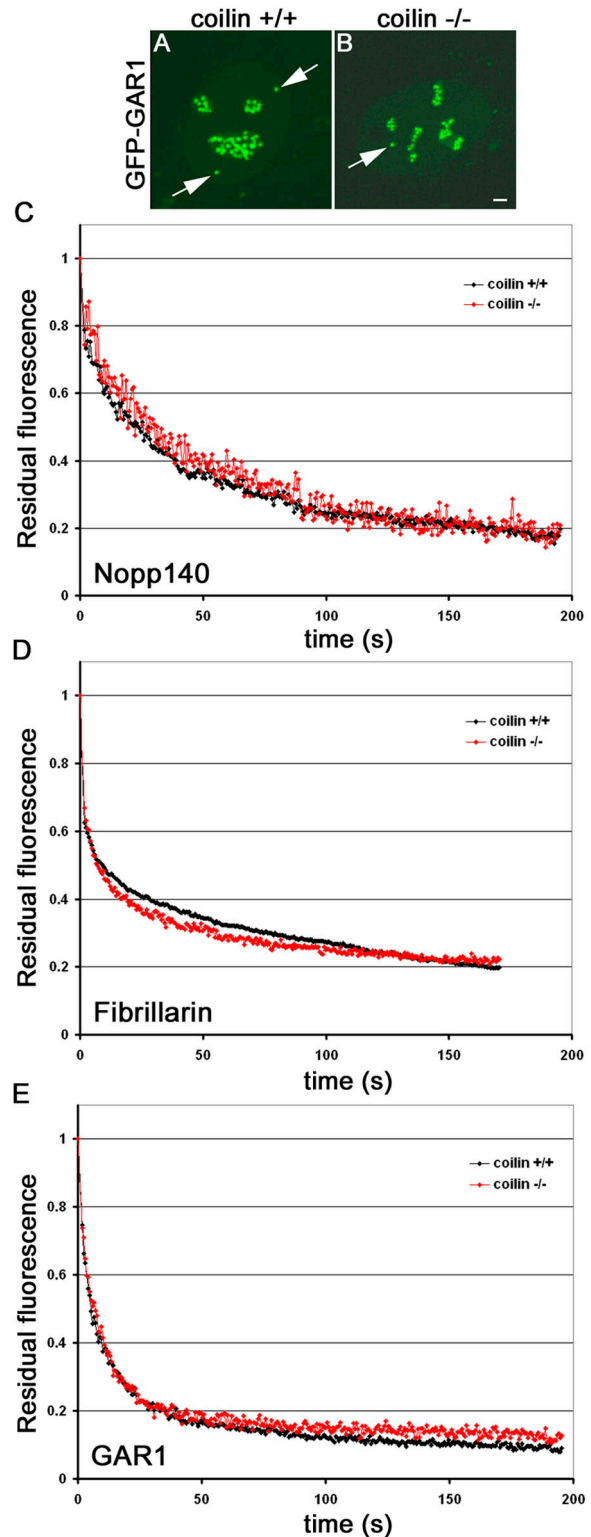 coilin +/+ coilin -/-
GFP-GAR1
A B
C
Residual fluorescence
1
0.8
0.6
0.4
0.2
0
coilin +/+
coilin -/-
Nopp140
0 50 100 150 200
time (s)
D
Residual fluorescence
1
0.8
0.6
0.4
0.2
0
coilin +/+
coilin -/-
Fibrillarin
0 50 100 150 200
time (s)
E
Residual fluorescence
1
0.8
0.6
0.4
0.2
0
coilin +/+
coilin -/-
GAR1
0 50 100 150 200
time (s)